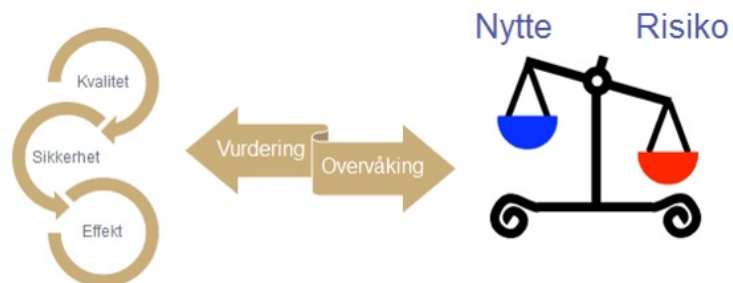 Kvalitet
Sikkerhet
Effekt
Vurdering
Overvåking
Nytte
Risiko